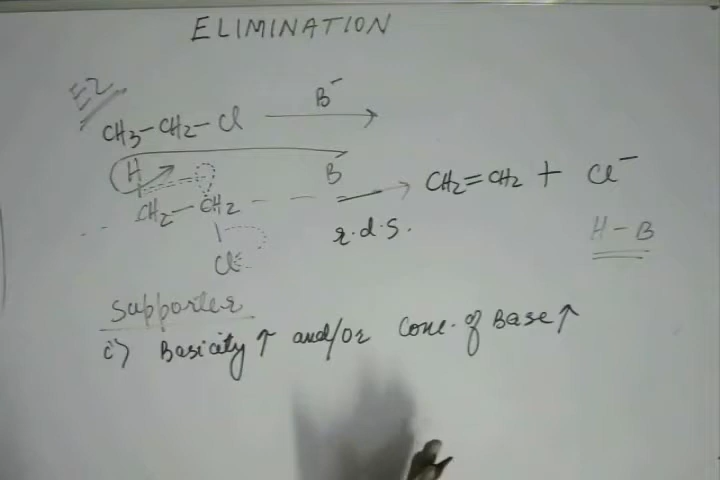 ELIMINATION
E2
CH3-CH2-Cl B⁻ →
H B⁻
CH2-CH2 → CH2=CH2 + Cl⁻
r.d.s. H-B
Cl
Supporter
i) Basicity ↑ and/or Conc. of Base ↑